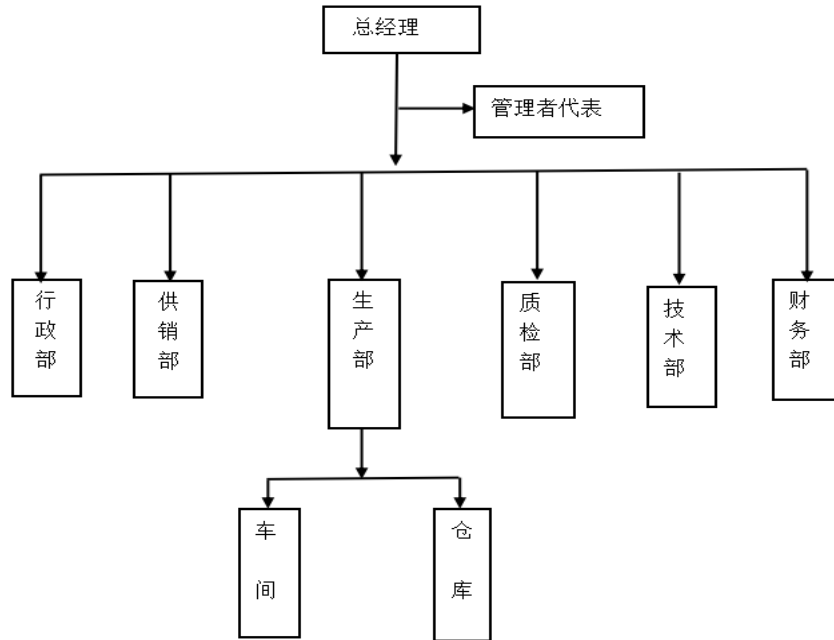 总经理
管理者代表
行政部
供销部
生产部
质检部
技术部
财务部
车间
仓库